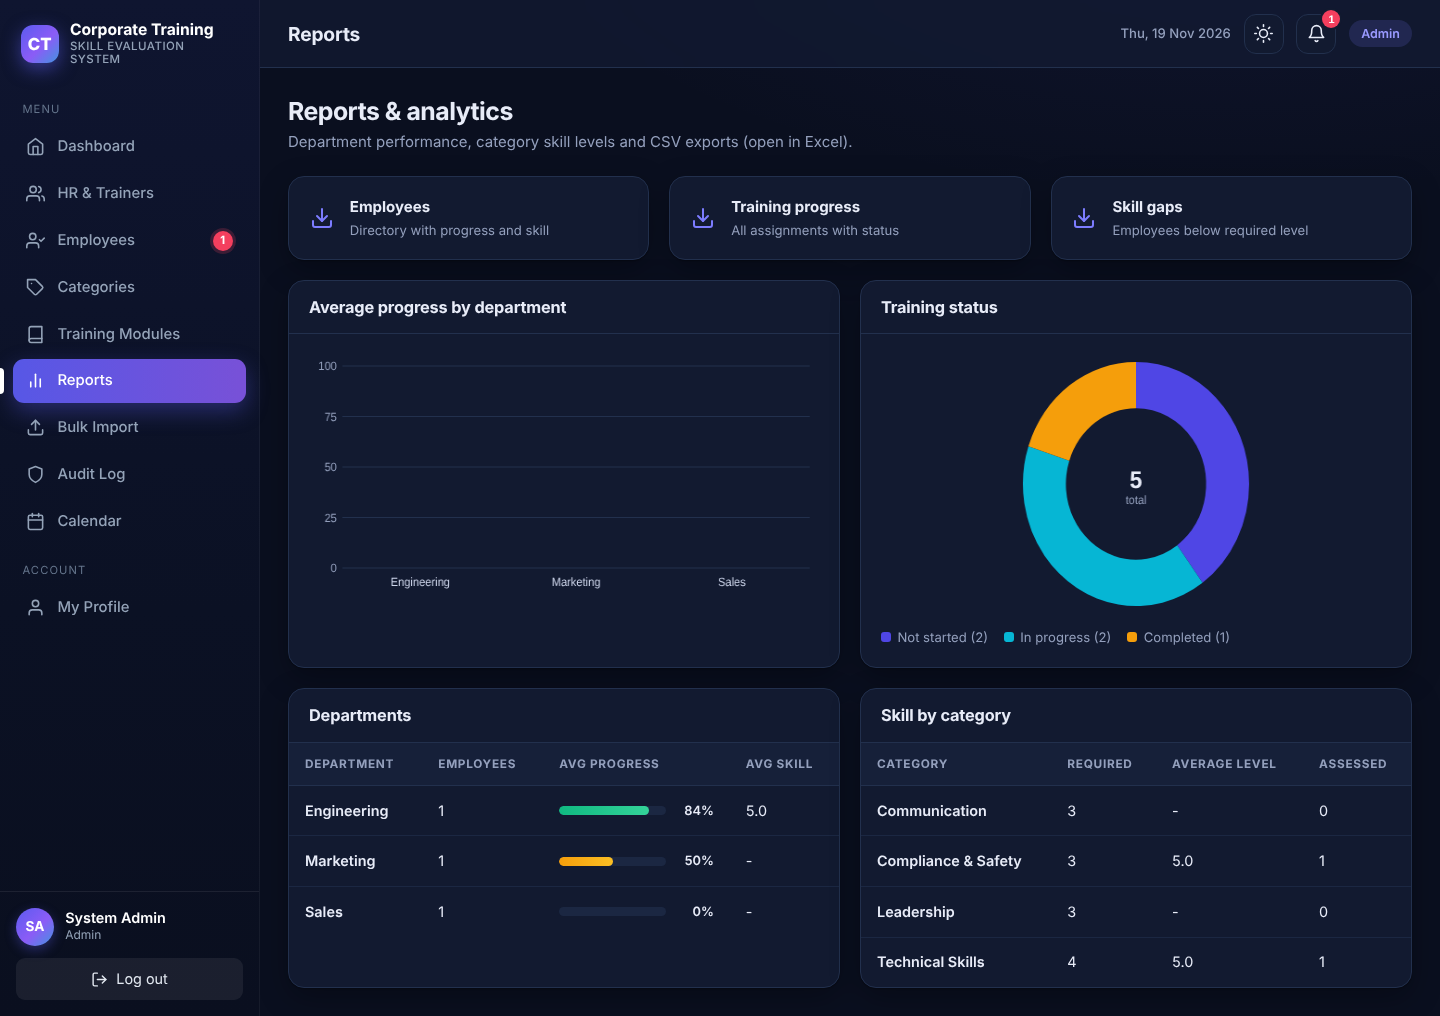 CT
Corporate Training
SKILL EVALUATION
SYSTEM
MENU
Dashboard
HR & Trainers
Employees 1
Categories
Training Modules
Reports
Bulk Import
Audit Log
Calendar
ACCOUNT
My Profile
SA
System Admin
Admin
Log out
Reports
Thu, 19 Nov 2026
1
Admin
Reports & analytics
Department performance, category skill levels and CSV exports (open in Excel).
Employees
Directory with progress and skill
Training progress
All assignments with status
Skill gaps
Employees below required level
Average progress by department
100
75
50
25
0
Engineering Marketing Sales
Training status
5
total
Not started (2) In progress (2) Completed (1)
Departments
DEPARTMENT EMPLOYEES AVG PROGRESS AVG SKILL
Engineering 1 84% 5.0
Marketing 1 50% -
Sales 1 0% -
Skill by category
CATEGORY REQUIRED AVERAGE LEVEL ASSESSED
Communication 3 - 0
Compliance & Safety 3 5.0 1
Leadership 3 - 0
Technical Skills 4 5.0 1